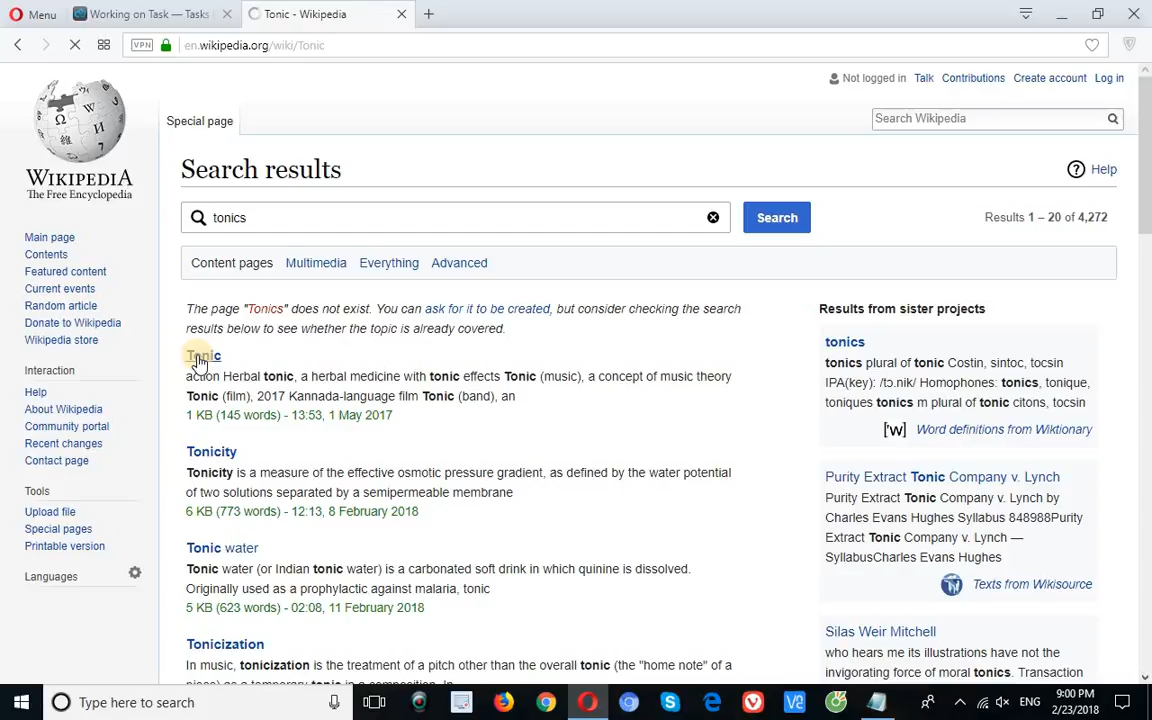 Menu
Working on Task — Tasks
Tonic - Wikipedia
VPN
en.wikipedia.org/wiki/Tonic
Not logged in Talk Contributions Create account Log in
Special page
Search Wikipedia
WIKIPEDIA
The Free Encyclopedia
Search results
Help
tonics
Search
Results 1 – 20 of 4,272
Main page
Contents
Featured content
Current events
Random article
Donate to Wikipedia
Wikipedia store
Interaction
Help
About Wikipedia
Community portal
Recent changes
Contact page
Tools
Upload file
Special pages
Printable version
Languages
Content pages Multimedia Everything Advanced
The page "Tonics" does not exist. You can ask for it to be created, but consider checking the search
results below to see whether the topic is already covered.
Tonic
action Herbal tonic, a herbal medicine with tonic effects Tonic (music), a concept of music theory
Tonic (film), 2017 Kannada-language film Tonic (band), an
1 KB (145 words) - 13:53, 1 May 2017
Tonicity
Tonicity is a measure of the effective osmotic pressure gradient, as defined by the water potential
of two solutions separated by a semipermeable membrane
6 KB (773 words) - 12:13, 8 February 2018
Tonic water
Tonic water (or Indian tonic water) is a carbonated soft drink in which quinine is dissolved.
Originally used as a prophylactic against malaria, tonic
5 KB (623 words) - 02:08, 11 February 2018
Tonicization
In music, tonicization is the treatment of a pitch other than the overall tonic (the "home note" of a
Results from sister projects
tonics
tonics plural of tonic Costin, sintoc, tocsin
IPA(key): /tɔ.nik/ Homophones: tonics, tonique,
toniques tonics m plural of tonic citons, tocsin
['w] Word definitions from Wiktionary
Purity Extract Tonic Company v. Lynch
Purity Extract Tonic Company v. Lynch by
Charles Evans Hughes Syllabus 848988Purity
Extract Tonic Company v. Lynch —
SyllabusCharles Evans Hughes
Texts from Wikisource
Silas Weir Mitchell
who hears me its illustrations have not the
invigorating force of moral tonics. Transaction
Type here to search
ENG
9:00 PM
2/23/2018